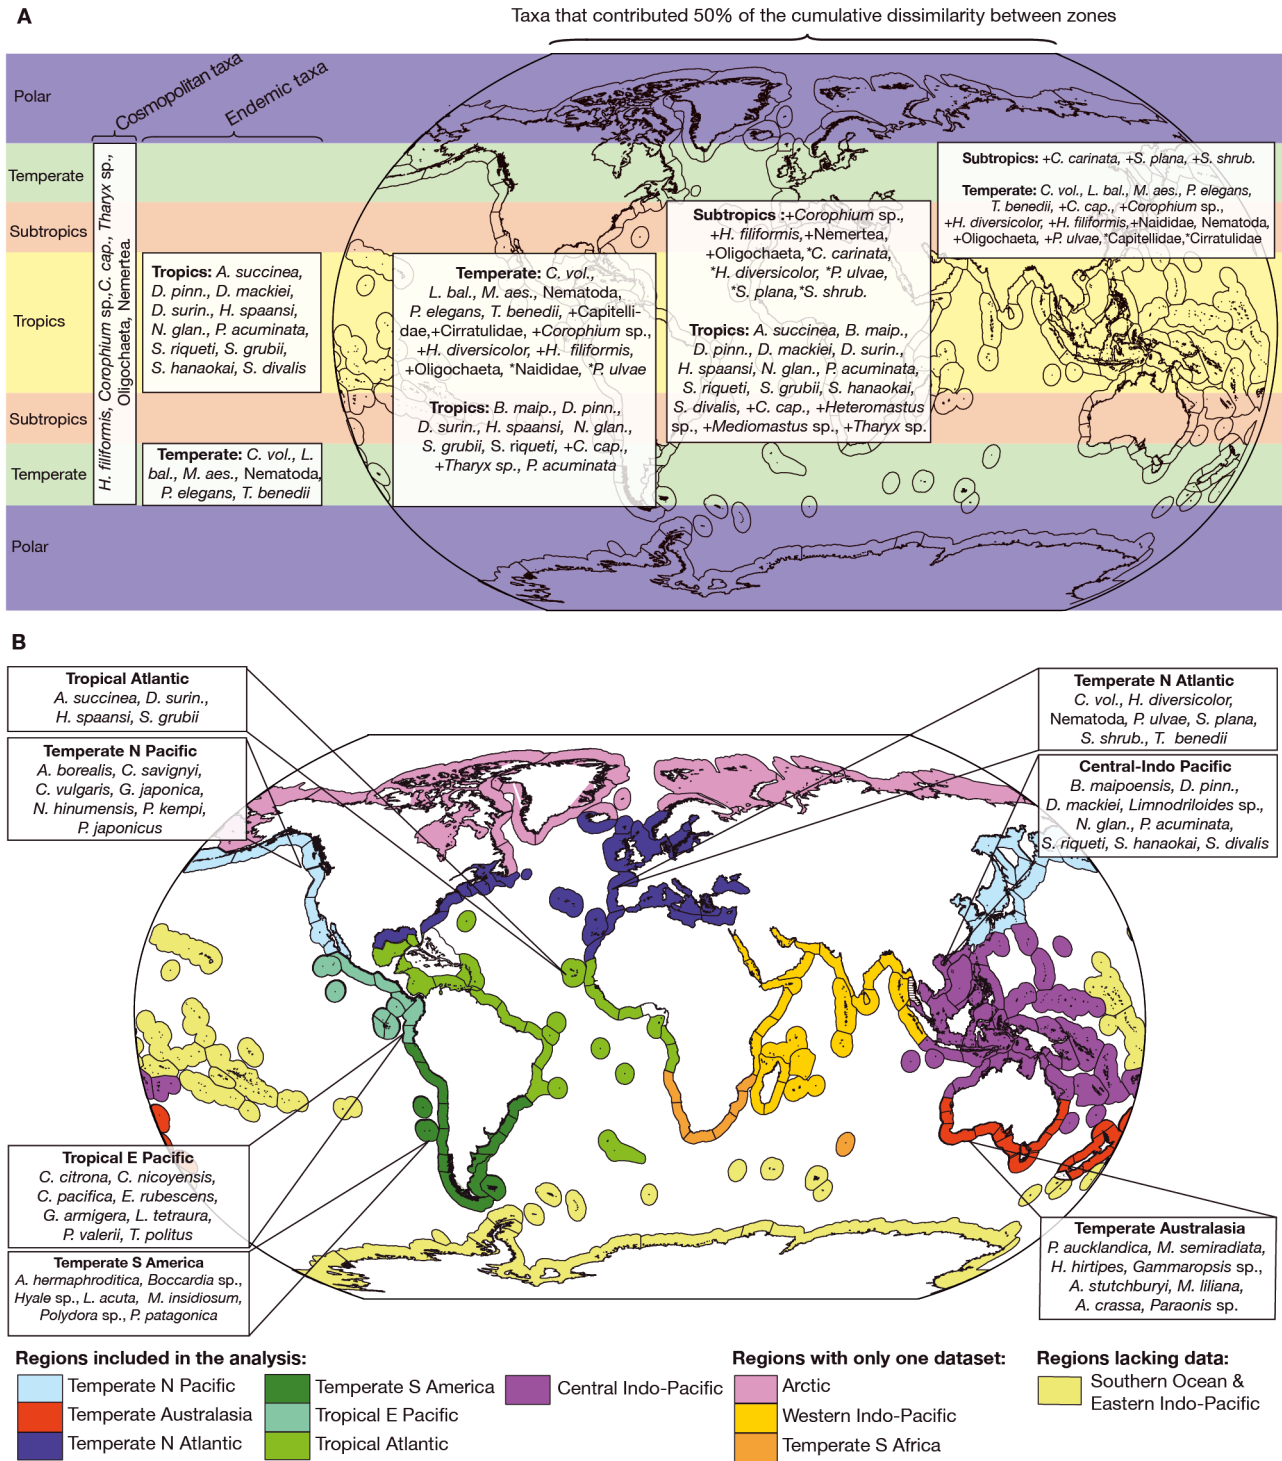 A
Taxa that contributed 50% of the cumulative dissimilarity between zones
Cosmopolitan taxa
Endemic taxa
Polar
Temperate
Subtropics
Tropics
Subtropics
Temperate
Polar
H. filiformis, Corophium sp., C. cap., Tharyx sp.,
Oligochaeta, Nemertea.
Tropics: A. succinea,
D. pinn., D. mackiei,
D. surin., H. spaansi,
N. glan., P. acuminata,
S. riqueti, S. grubii,
S. hanaokai, S. divalis
Temperate: C. vol., L.
bal., M. aes., Nematoda,
P. elegans, T. benedii
Temperate: C. vol.,
L. bal., M. aes., Nematoda,
P. elegans, T. benedii, +Capitelli-
dae,+Cirratulidae, +Corophium sp.,
+H. diversicolor, +H. filiformis,
+Oligochaeta, *Naididae, *P. ulvae
Tropics: B. maip., D. pinn.,
D. surin., H. spaansi, N. glan.,
S. grubii, S. riqueti, +C. cap.,
+Tharyx sp., P. acuminata
Subtropics :+Corophium sp.,
+H. filiformis,+Nemertea,
+Oligochaeta,*C. carinata,
*H. diversicolor, *P. ulvae,
*S. plana,*S. shrub.
Tropics: A. succinea, B. maip.,
D. pinn., D. mackiei, D. surin.,
H. spaansi, N. glan., P. acuminata,
S. riqueti, S. grubii, S. hanaokai,
S. divalis, +C. cap., +Heteromastus
sp., +Mediomastus sp., +Tharyx sp.
Subtropics: +C. carinata, +S. plana, +S. shrub.
Temperate: C. vol., L. bal., M. aes., P. elegans,
T. benedii, +C. cap., +Corophium sp.,
+H. diversicolor, +H. filiformis,+Naididae, Nematoda,
+Oligochaeta, +P. ulvae,*Capitellidae,*Cirratulidae
B
Tropical Atlantic
A. succinea, D. surin.,
H. spaansi, S. grubii
Temperate N Pacific
A. borealis, C. savignyi,
C. vulgaris, G. japonica,
N. hinumensis, P. kempi,
P. japonicus
Temperate N Atlantic
C. vol., H. diversicolor,
Nematoda, P. ulvae, S. plana,
S. shrub., T. benedii
Central-Indo Pacific
B. maipoensis, D. pinn.,
D. mackiei, Limnodriloides sp.,
N. glan., P. acuminata,
S. riqueti, S. hanaokai, S. divalis
Tropical E Pacific
C. citrona, C. nicoyensis,
C. pacifica, E. rubescens,
G. armigera, L. tetraura,
P. valerii, T. politus
Temperate S America
A. hermaphroditica, Boccardia sp.,
Hyale sp., L. acuta, M. insidiosum,
Polydora sp., P. patagonica
Temperate Australasia
P. aucklandica, M. semiradiata,
H. hirtipes, Gammaropsis sp.,
A. stutchburyi, M. liliana,
A. crassa, Paraonis sp.
Regions included in the analysis:
Temperate N Pacific
Temperate Australasia
Temperate N Atlantic
Temperate S America
Tropical E Pacific
Tropical Atlantic
Central Indo-Pacific
Regions with only one dataset:
Arctic
Western Indo-Pacific
Temperate S Africa
Regions lacking data:
Southern Ocean &
Eastern Indo-Pacific